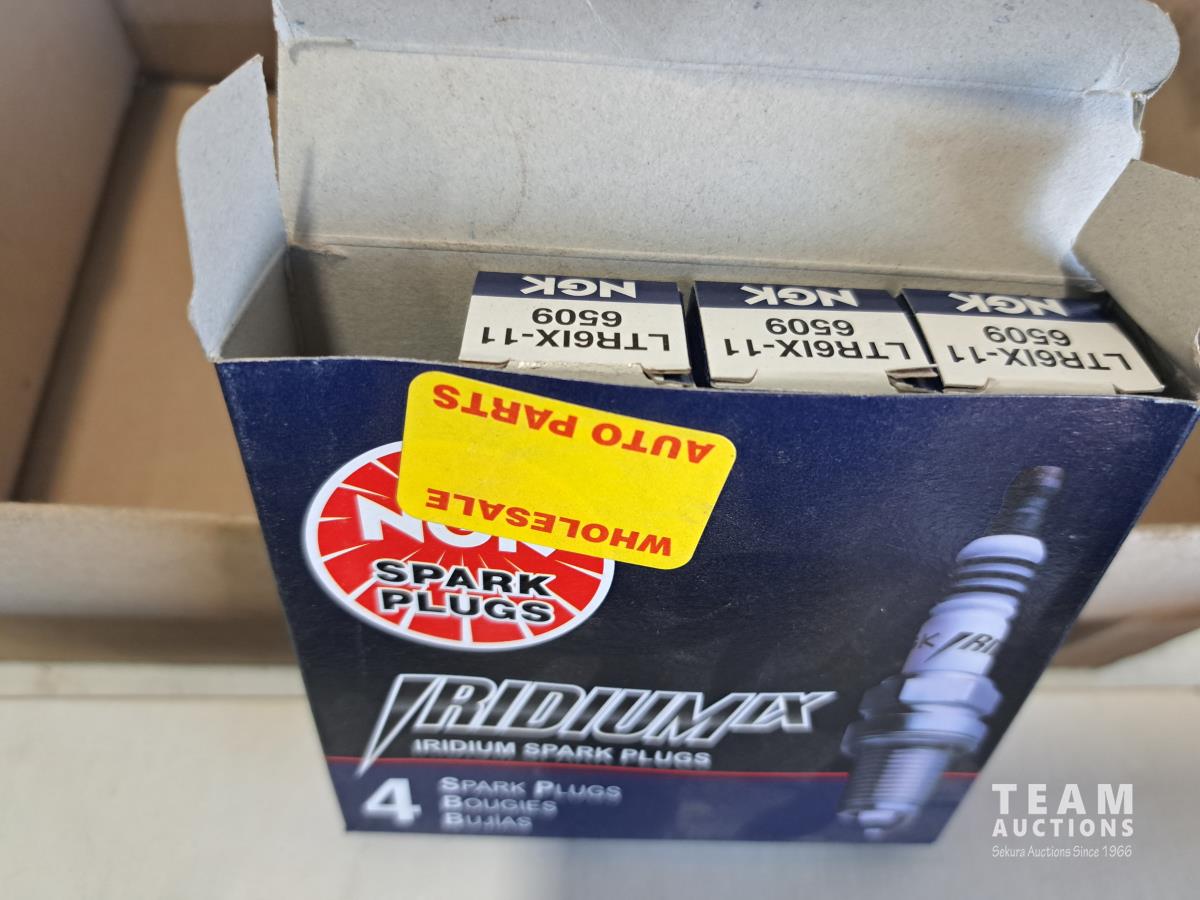 NGK
6509
LTR6IX-11
NGK
6509
LTR6IX-11
NGK
6509
LTR6IX-11
WHOLESALE
AUTO PARTS
NGK
SPARK
PLUGS
IRIDIUM IX
IRIDIUM SPARK PLUGS
4
SPARK PLUGS
BOUGIES
BUJÍAS
TEAM
AUCTIONS
Sekura Auctions Since 1966